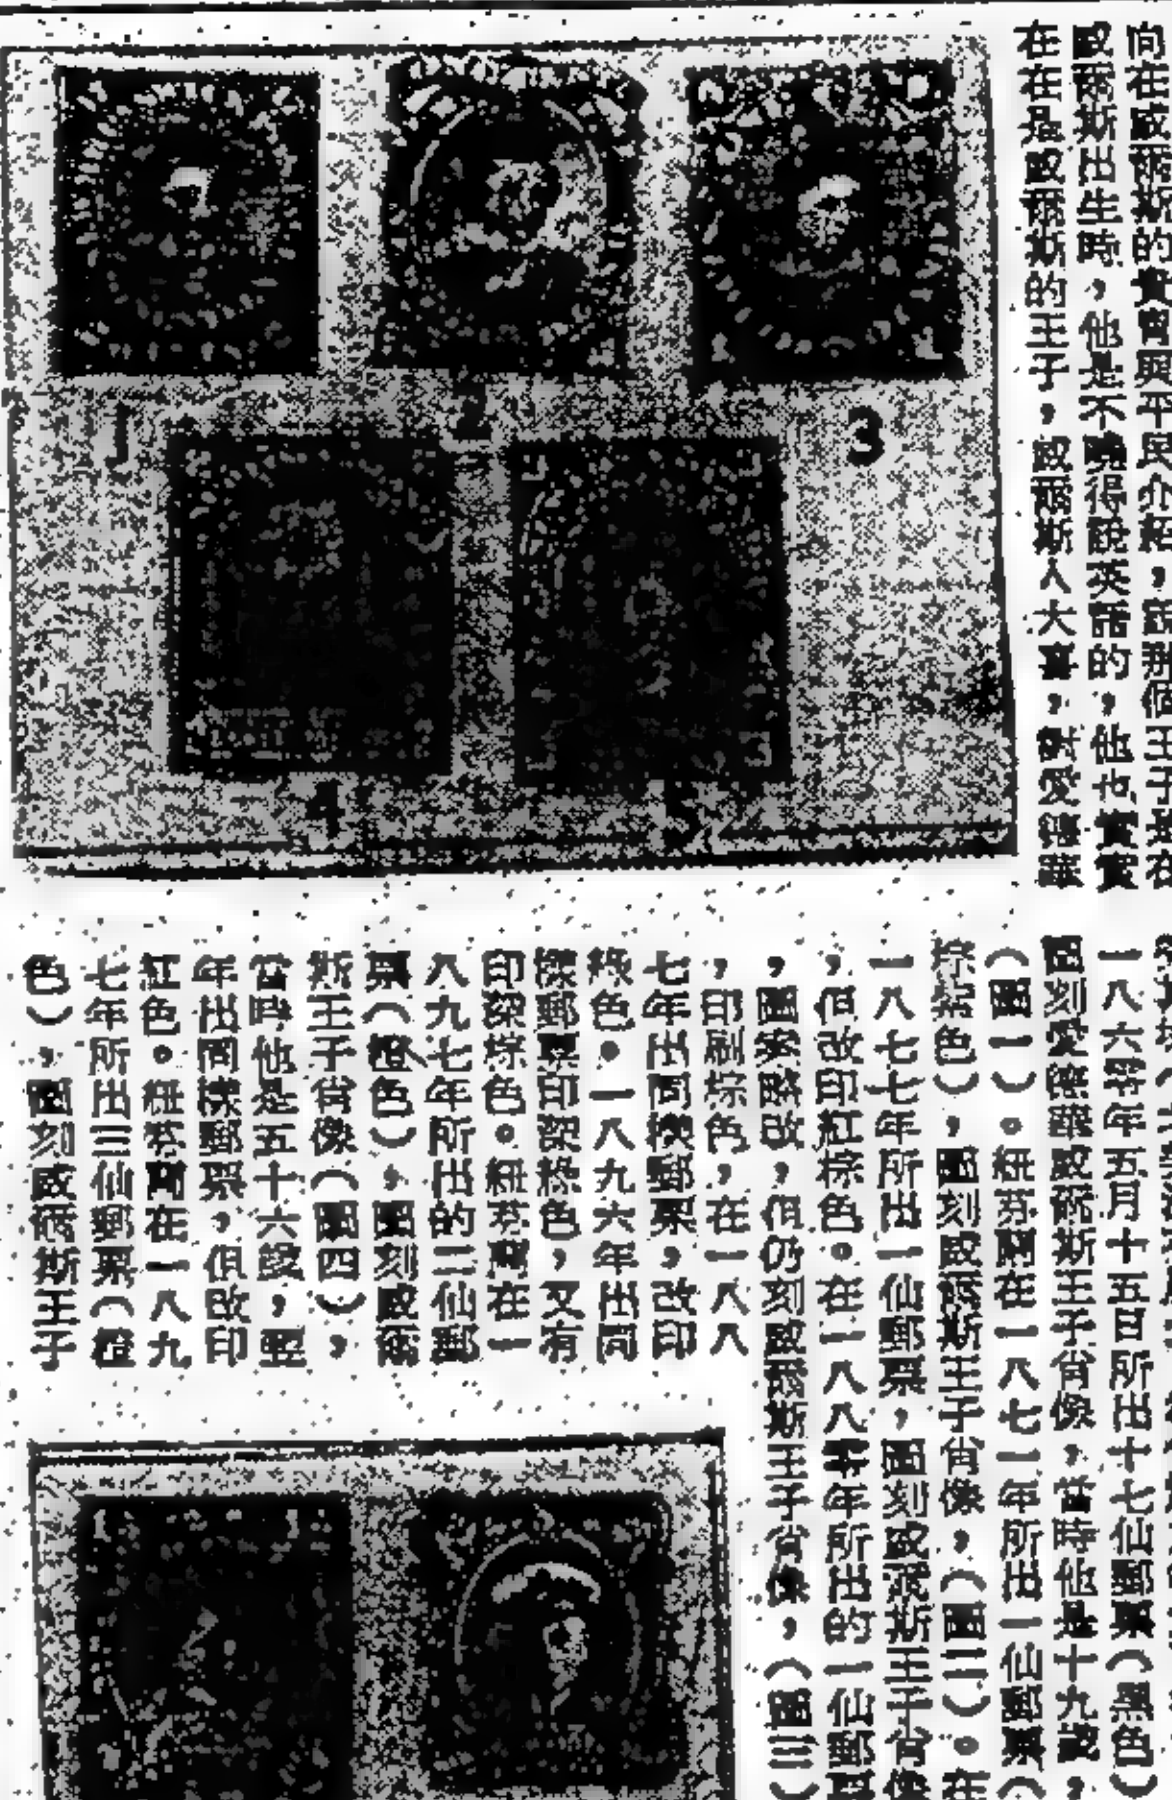 向在威爾斯的貴官與平民介紹，說那個王子是在
威爾斯出生時，他是不曉得說英話的，他也實實
在在是威爾斯的王子，威爾斯人大喜，對愛德華
一八六零年五月十五日所出十七仙郵票（黑色）
圖刻愛德華威爾斯王子肖像，當時他是十九歲，
（圖一）。紐芬蘭在一八七一年所出一仙郵票（
棕紫色），圖刻威爾斯王子肖像，（圖二）。在
一八七七年所出一仙郵票，圖刻威爾斯王子肖像
，但改印紅棕色。在一八八零年所出的一仙郵票
，圖案略改，但仍刻威爾斯王子肖像，（圖三）
，印刷棕色，在一八八
七年出同樣郵票，改印
綠色。一八九六年出同
樣郵票印深綠色，又有
印深棕色。紐芬蘭在一
八九七年所出的二仙郵
票（橙色），圖刻威爾
斯王子肖像（圖四），
當時他是五十六歲，
年出同樣郵票，但改印
紅色。紐芬蘭在一八九
七年所出三仙郵票（橙
色），圖刻威爾斯王子
1
2
3
4
5